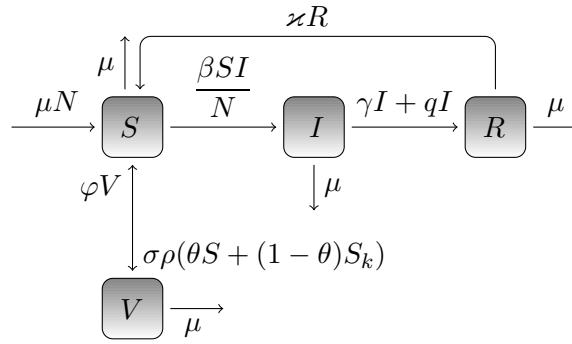 ϰR
μ
μN
βSI
N
γI + qI
μ
S
I
R
φV
μ
σρ(θS + (1 − θ)S_k)
V
μ